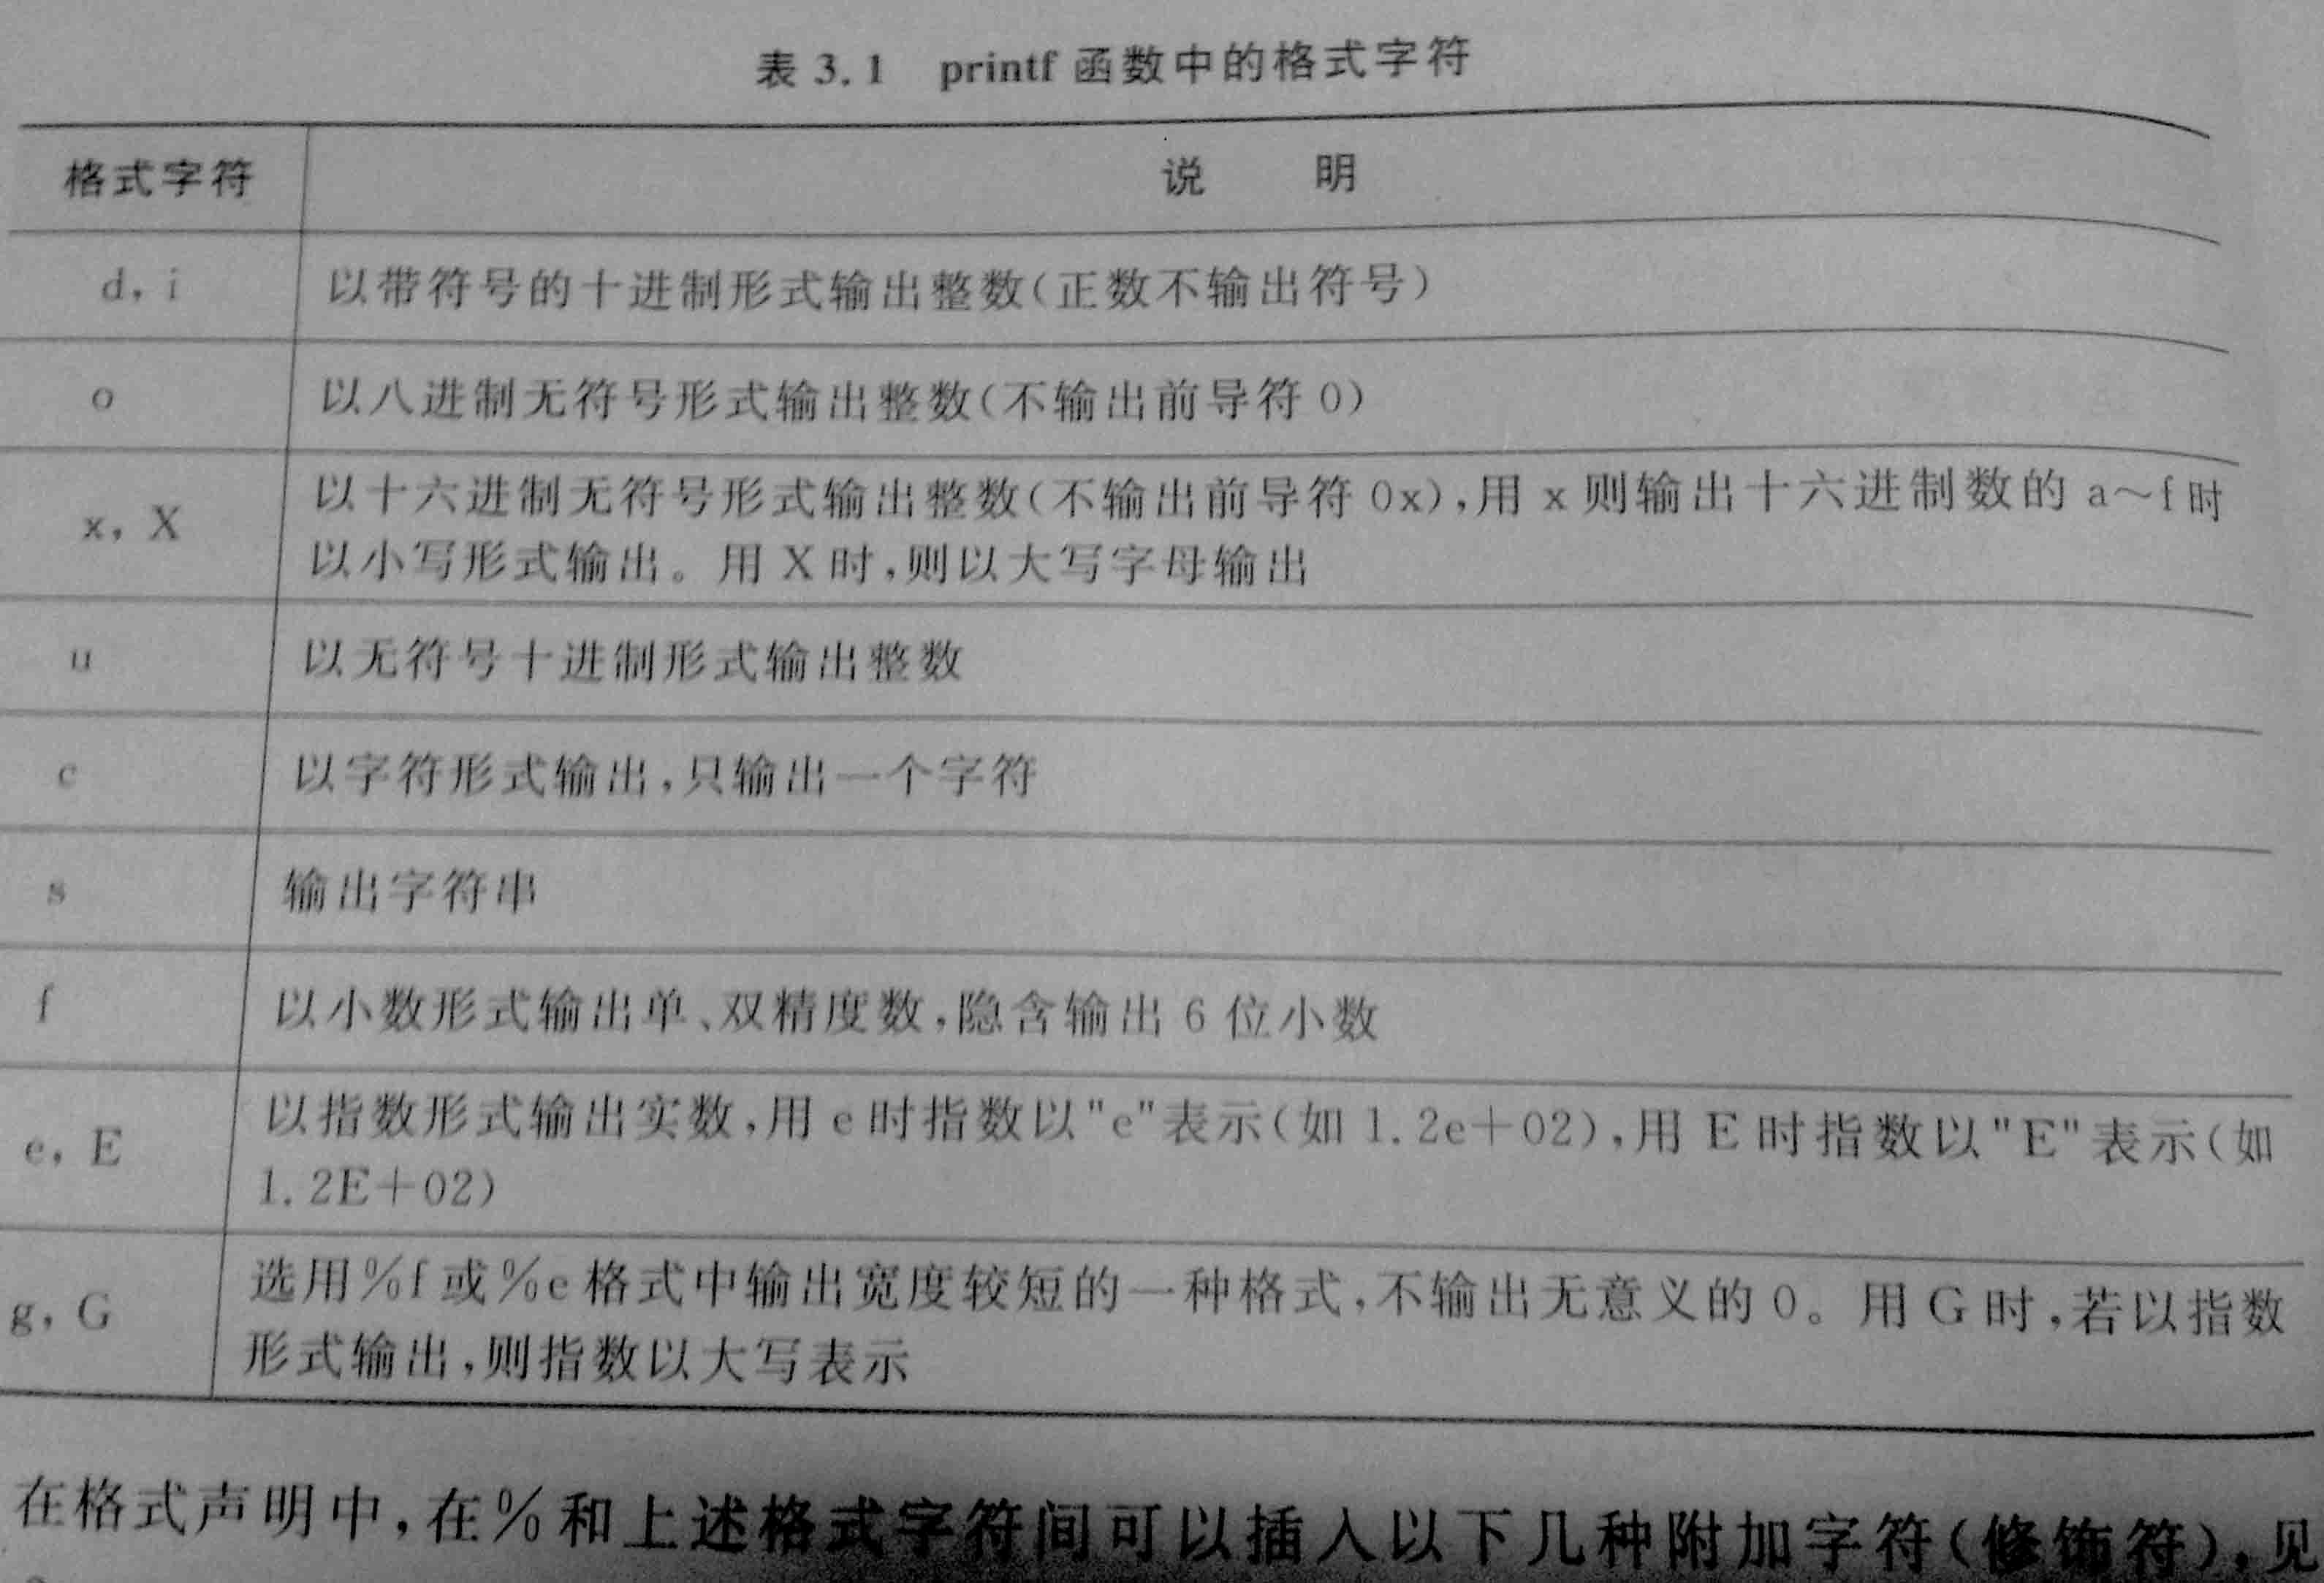 表 3.1 printf 函数中的格式字符
格式字符 说 明
d, i 以带符号的十进制形式输出整数(正数不输出符号)
o 以八进制无符号形式输出整数(不输出前导符 0)
x, X 以十六进制无符号形式输出整数(不输出前导符 0x),用 x 则输出十六进制数的 a～f 时
以小写形式输出。用 X 时,则以大写字母输出
u 以无符号十进制形式输出整数
c 以字符形式输出,只输出一个字符
s 输出字符串
f 以小数形式输出单、双精度数,隐含输出 6 位小数
e, E 以指数形式输出实数,用 e 时指数以"e"表示(如 1.2e+02),用 E 时指数以"E"表示(如
1.2E+02)
g, G 选用%f 或%e 格式中输出宽度较短的一种格式,不输出无意义的 0。用 G 时,若以指数
形式输出,则指数以大写表示
在格式声明中,在%和上述格式字符间可以插入以下几种附加字符(修饰符),见